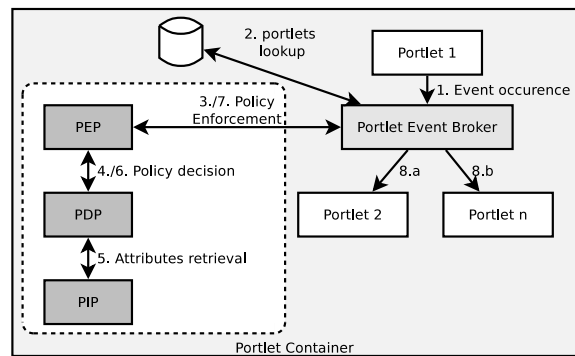 2. portlets
lookup
Portlet 1
1. Event occurence
3./7. Policy
Enforcement
PEP
Portlet Event Broker
4./6. Policy decision
8.a
8.b
PDP
Portlet 2
Portlet n
5. Attributes retrieval
PIP
Portlet Container